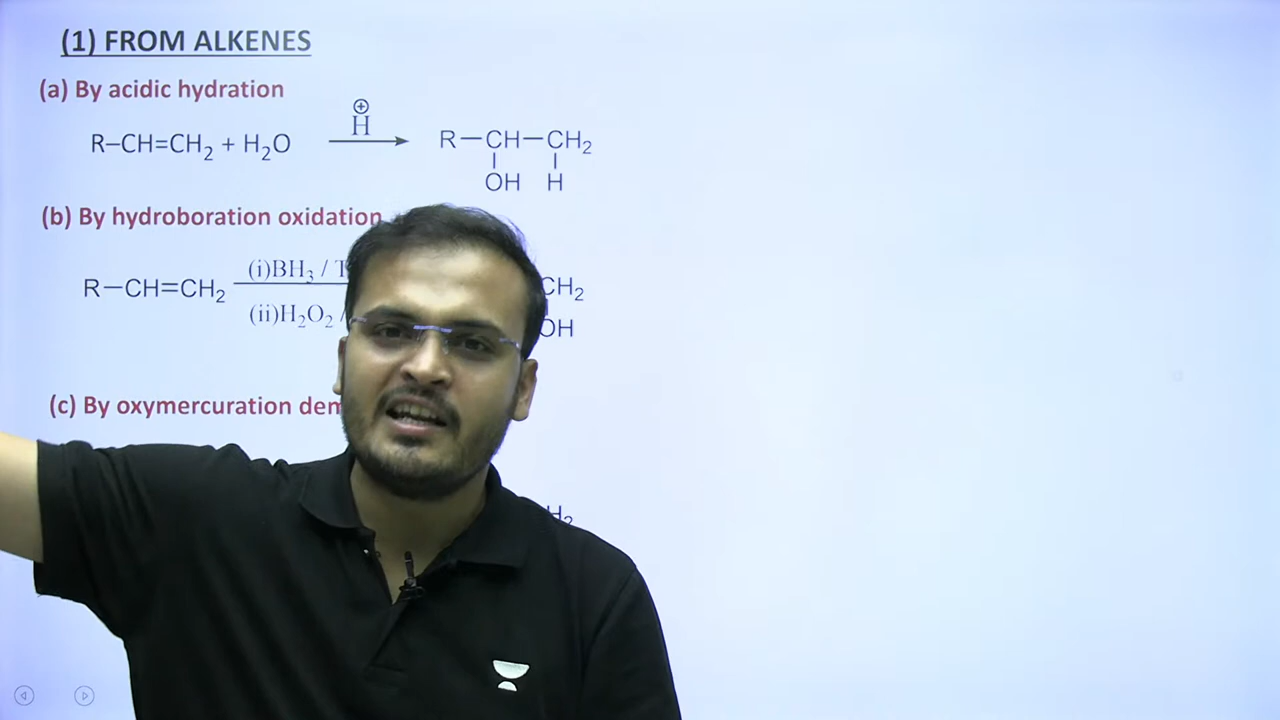 (1) FROM ALKENES
(a) By acidic hydration
⊕
H
R–CH=CH₂ + H₂O
R–CH–CH₂
OH H
(b) By hydroboration oxidation
(i)BH₃ / T
R–CH=CH₂
CH₂
(ii)H₂O₂ /
OH
(c) By oxymercuration
H₂